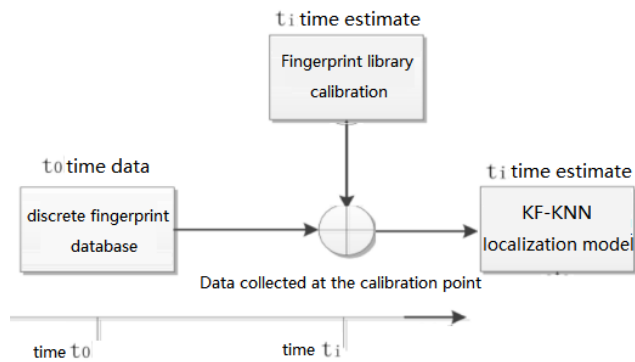 ti time estimate
Fingerprint library
calibration
t0 time data
ti time estimate
discrete fingerprint
database
KF-KNN
localization model
Data collected at the calibration point
time t0
time ti